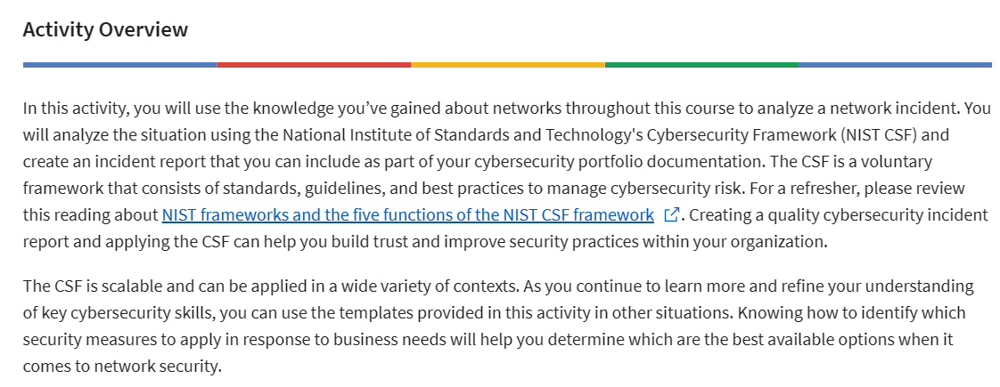 Activity Overview
In this activity, you will use the knowledge you’ve gained about networks throughout this course to analyze a network incident. You
will analyze the situation using the National Institute of Standards and Technology's Cybersecurity Framework (NIST CSF) and
create an incident report that you can include as part of your cybersecurity portfolio documentation. The CSF is a voluntary
framework that consists of standards, guidelines, and best practices to manage cybersecurity risk. For a refresher, please review
this reading about NIST frameworks and the five functions of the NIST CSF framework . Creating a quality cybersecurity incident
report and applying the CSF can help you build trust and improve security practices within your organization.
The CSF is scalable and can be applied in a wide variety of contexts. As you continue to learn more and refine your understanding
of key cybersecurity skills, you can use the templates provided in this activity in other situations. Knowing how to identify which
security measures to apply in response to business needs will help you determine which are the best available options when it
comes to network security.